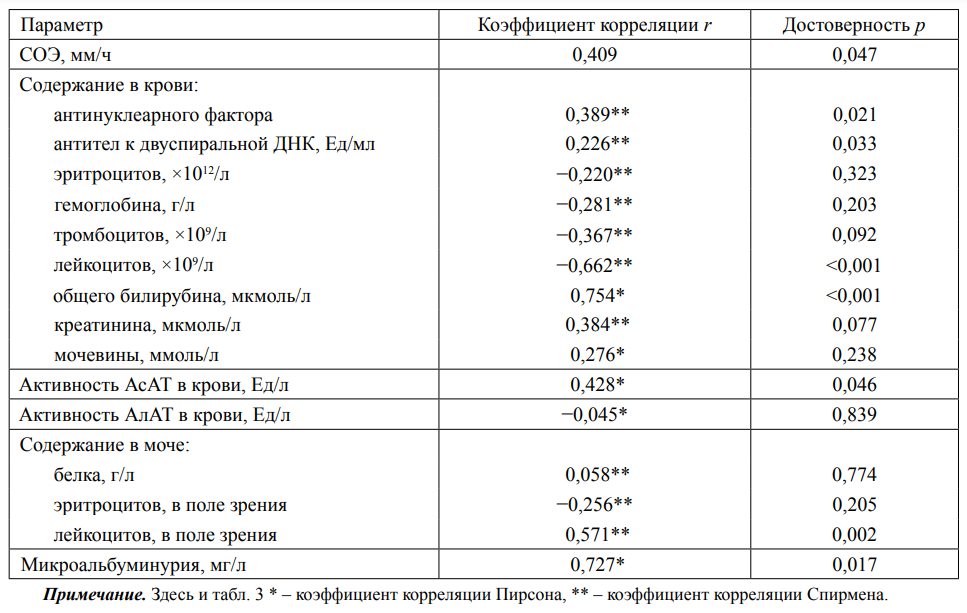 Параметр Коэффициент корреляции r Достоверность p
СОЭ, мм/ч 0,409 0,047
Содержание в крови:
антинуклеарного фактора 0,389** 0,021
антител к двуспиральной ДНК, Ед/мл 0,226** 0,033
эритроцитов, ×10¹²/л −0,220** 0,323
гемоглобина, г/л −0,281** 0,203
тромбоцитов, ×10⁹/л −0,367** 0,092
лейкоцитов, ×10⁹/л −0,662** <0,001
общего билирубина, мкмоль/л 0,754* <0,001
креатинина, мкмоль/л 0,384** 0,077
мочевины, ммоль/л 0,276* 0,238
Активность АсАТ в крови, Ед/л 0,428* 0,046
Активность АлАТ в крови, Ед/л −0,045* 0,839
Содержание в моче:
белка, г/л 0,058** 0,774
эритроцитов, в поле зрения −0,256** 0,205
лейкоцитов, в поле зрения 0,571** 0,002
Микроальбуминурия, мг/л 0,727* 0,017
Примечание. Здесь и табл. 3 * – коэффициент корреляции Пирсона, ** – коэффициент корреляции Спирмена.